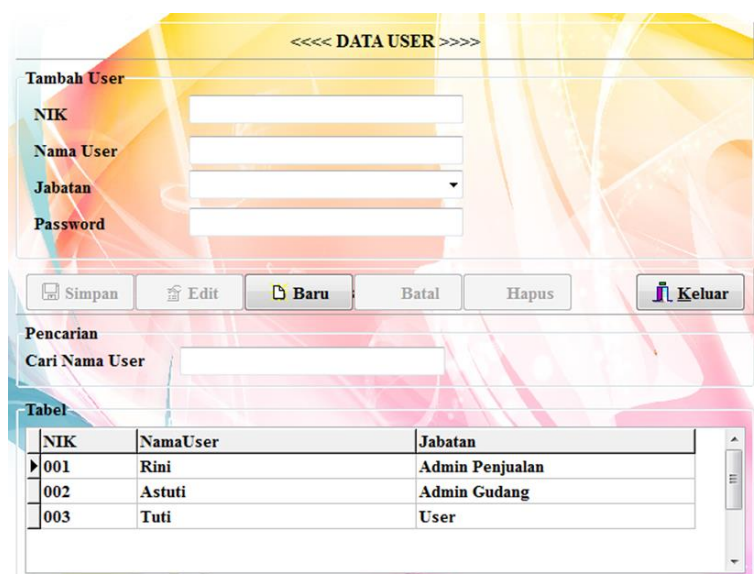 <<<< DATA USER >>>>
Tambah User
NIK
Nama User
Jabatan
Password
Simpan Edit Baru Batal Hapus Keluar
Pencarian
Cari Nama User
Tabel
NIK NamaUser Jabatan
001 Rini Admin Penjualan
002 Astuti Admin Gudang
003 Tuti User